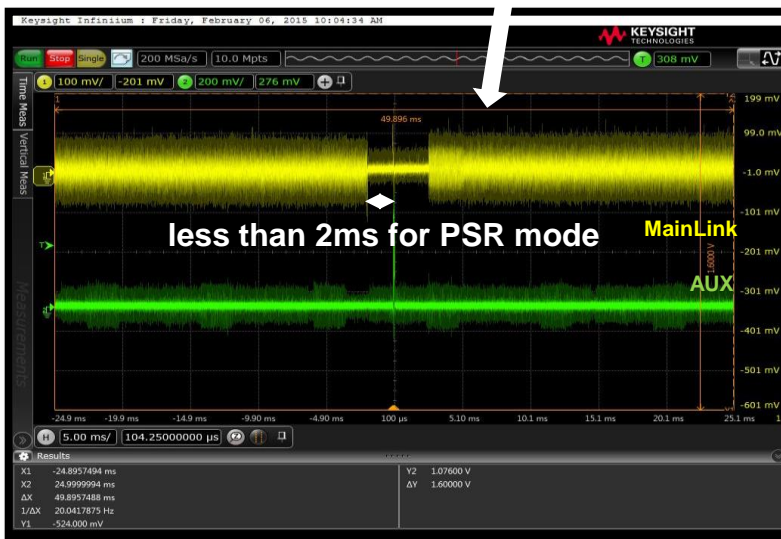 Keysight Infiniium : Friday, February 06, 2015 10:04:34 AM
KEYSIGHT
TECHNOLOGIES
Run Stop Single 200 MSa/s 10.0 Mpts T 308 mV
1 100 mV/ -201 mV 2 200 mV/ 276 mV
Time Meas
Vertical Meas
Measurements
1 2
49.896 ms
199 mV
99.0 mV
-1.0 mV
-101 mV
-201 mV
-301 mV
-401 mV
-501 mV
-601 mV
less than 2ms for PSR mode
MainLink
1.6000 V
AUX
T
-24.9 ms -19.9 ms -14.9 ms -9.90 ms -4.90 ms 100 µs 5.10 ms 10.1 ms 15.1 ms 20.1 ms 25.1 ms
H 5.00 ms/ 104.25000000 µs
Results
X1 -24.8957494 ms
X2 24.9999994 ms
ΔX 49.8957488 ms
1/ΔX 20.0417875 Hz
Y1 -524.000 mV
Y2 1.07600 V
ΔY 1.60000 V